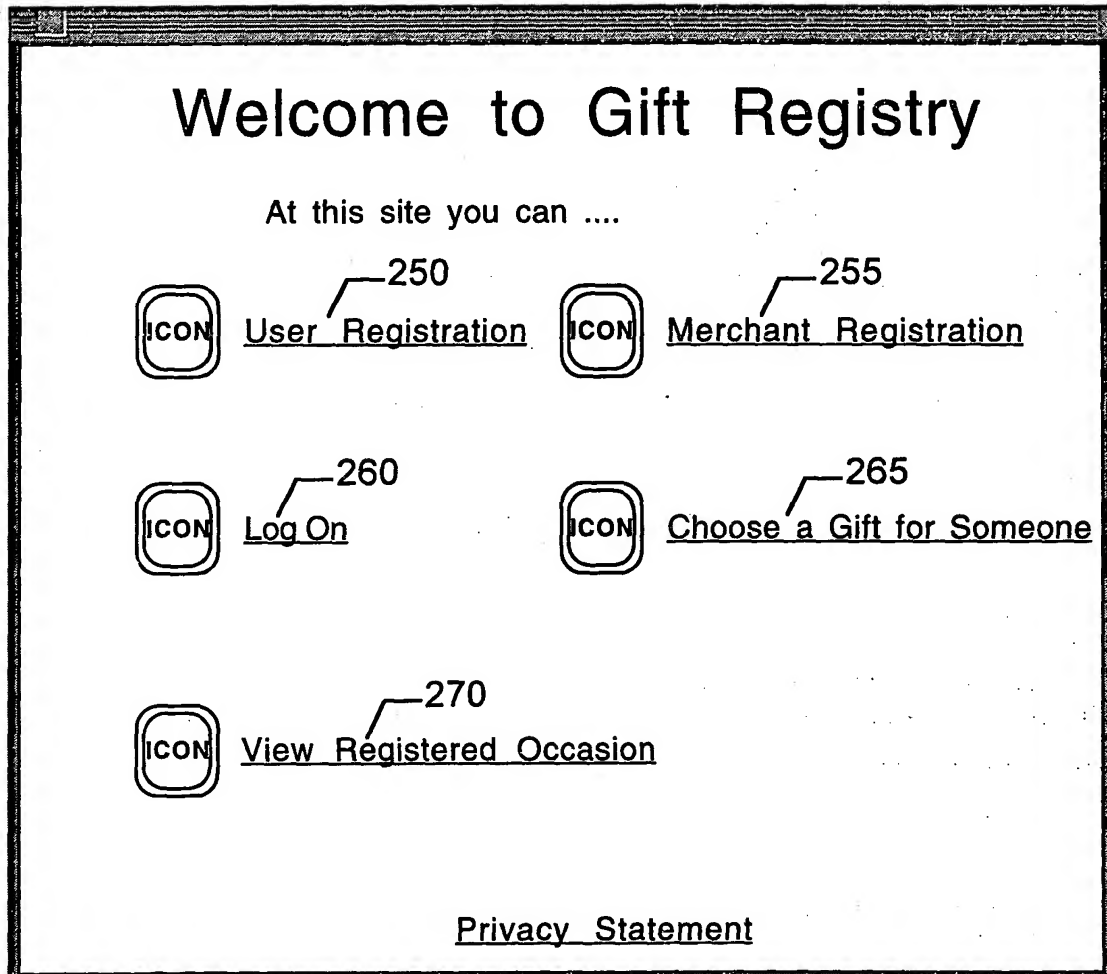 Welcome to Gift Registry
At this site you can ....
250
255
ICON User Registration ICON Merchant Registration
260
265
ICON Log On ICON Choose a Gift for Someone
270
ICON View Registered Occasion
Privacy Statement